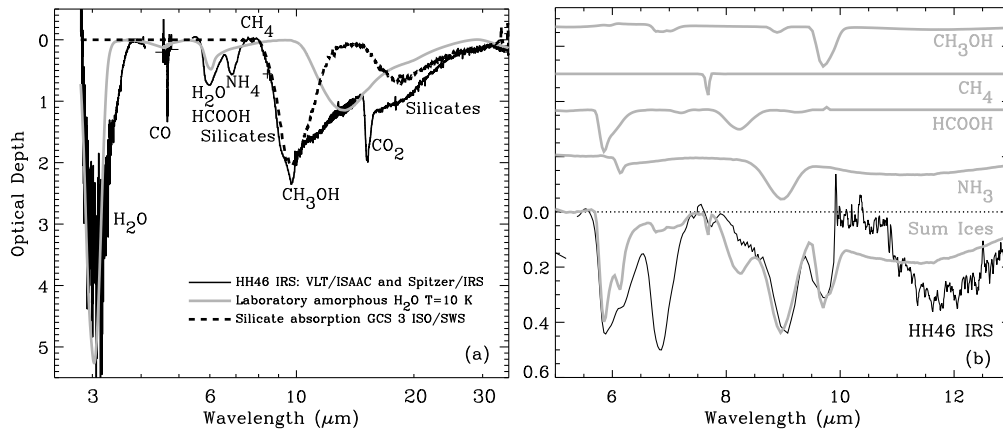 0
1
2
3
4
5
Optical Depth
3
6
10
20
30
Wavelength (μm)
H₂O
CO
H₂O
HCOOH
Silicates
NH₄
CH₄
CH₃OH
CO₂
Silicates
HH46 IRS: VLT/ISAAC and Spitzer/IRS
Laboratory amorphous H₂O T=10 K
Silicate absorption GCS 3 ISO/SWS
(a)
CH₃OH
CH₄
HCOOH
NH₃
Sum Ices
HH46 IRS
(b)
0.0
0.2
0.4
0.6
6
8
10
12
Wavelength (μm)